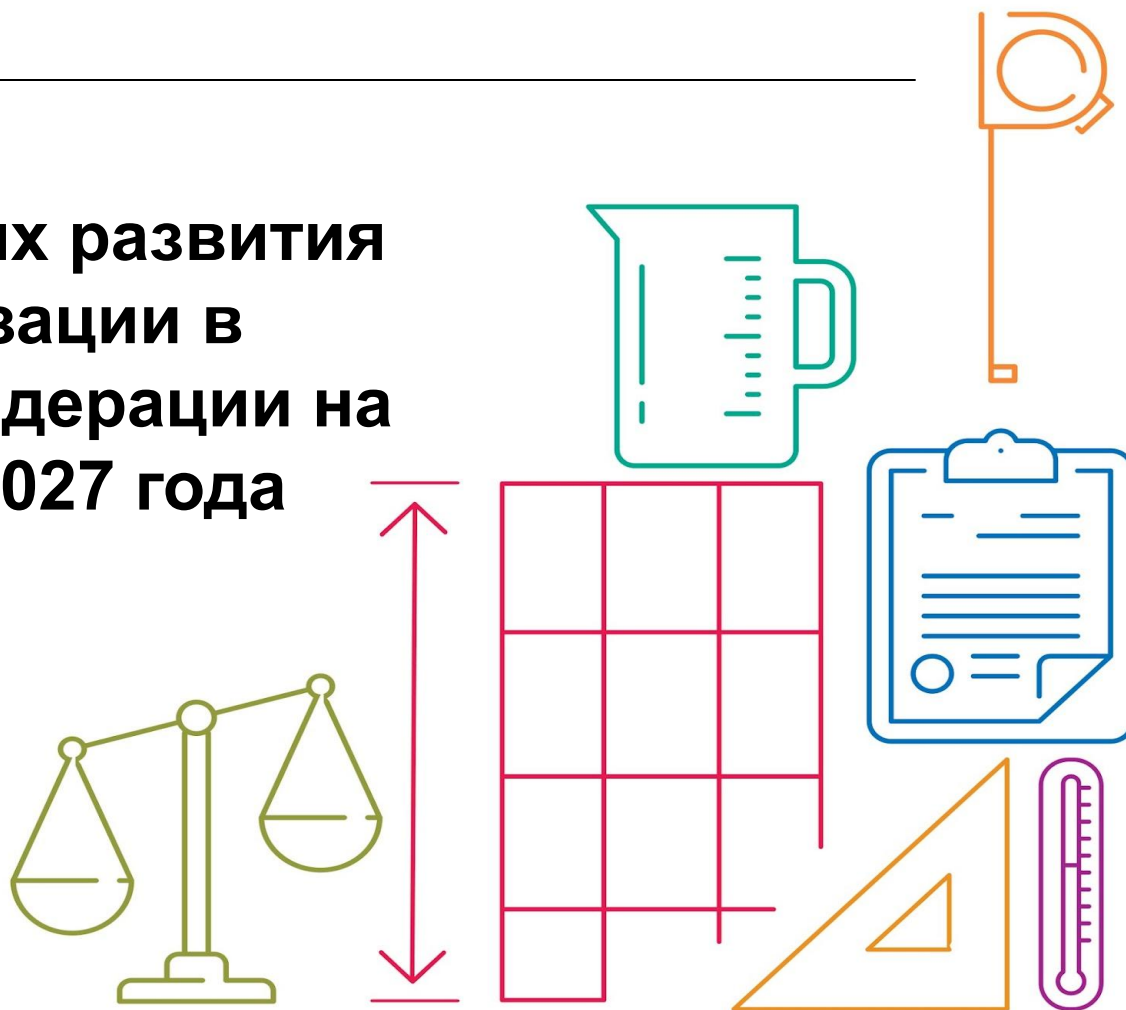 их развития
зации в
дерации на
027 года